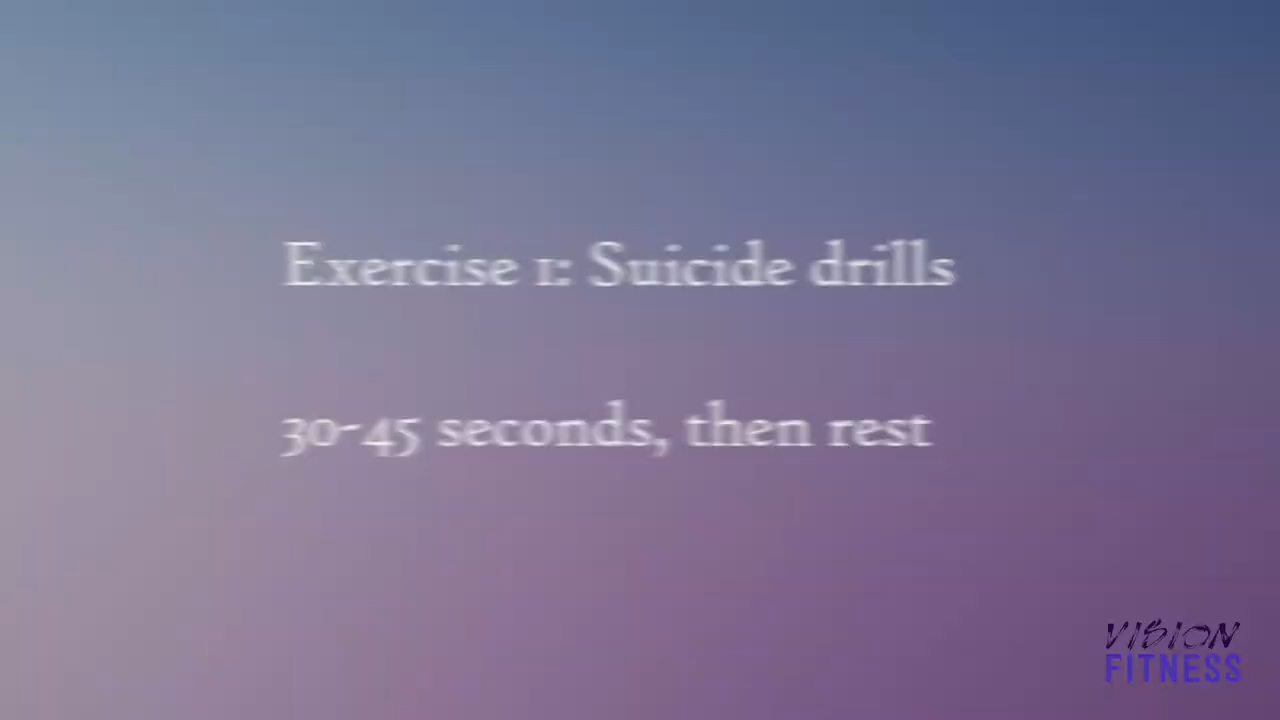 Exercise 1: Suicide drills
30-45 seconds, then rest
VISION
FITNESS